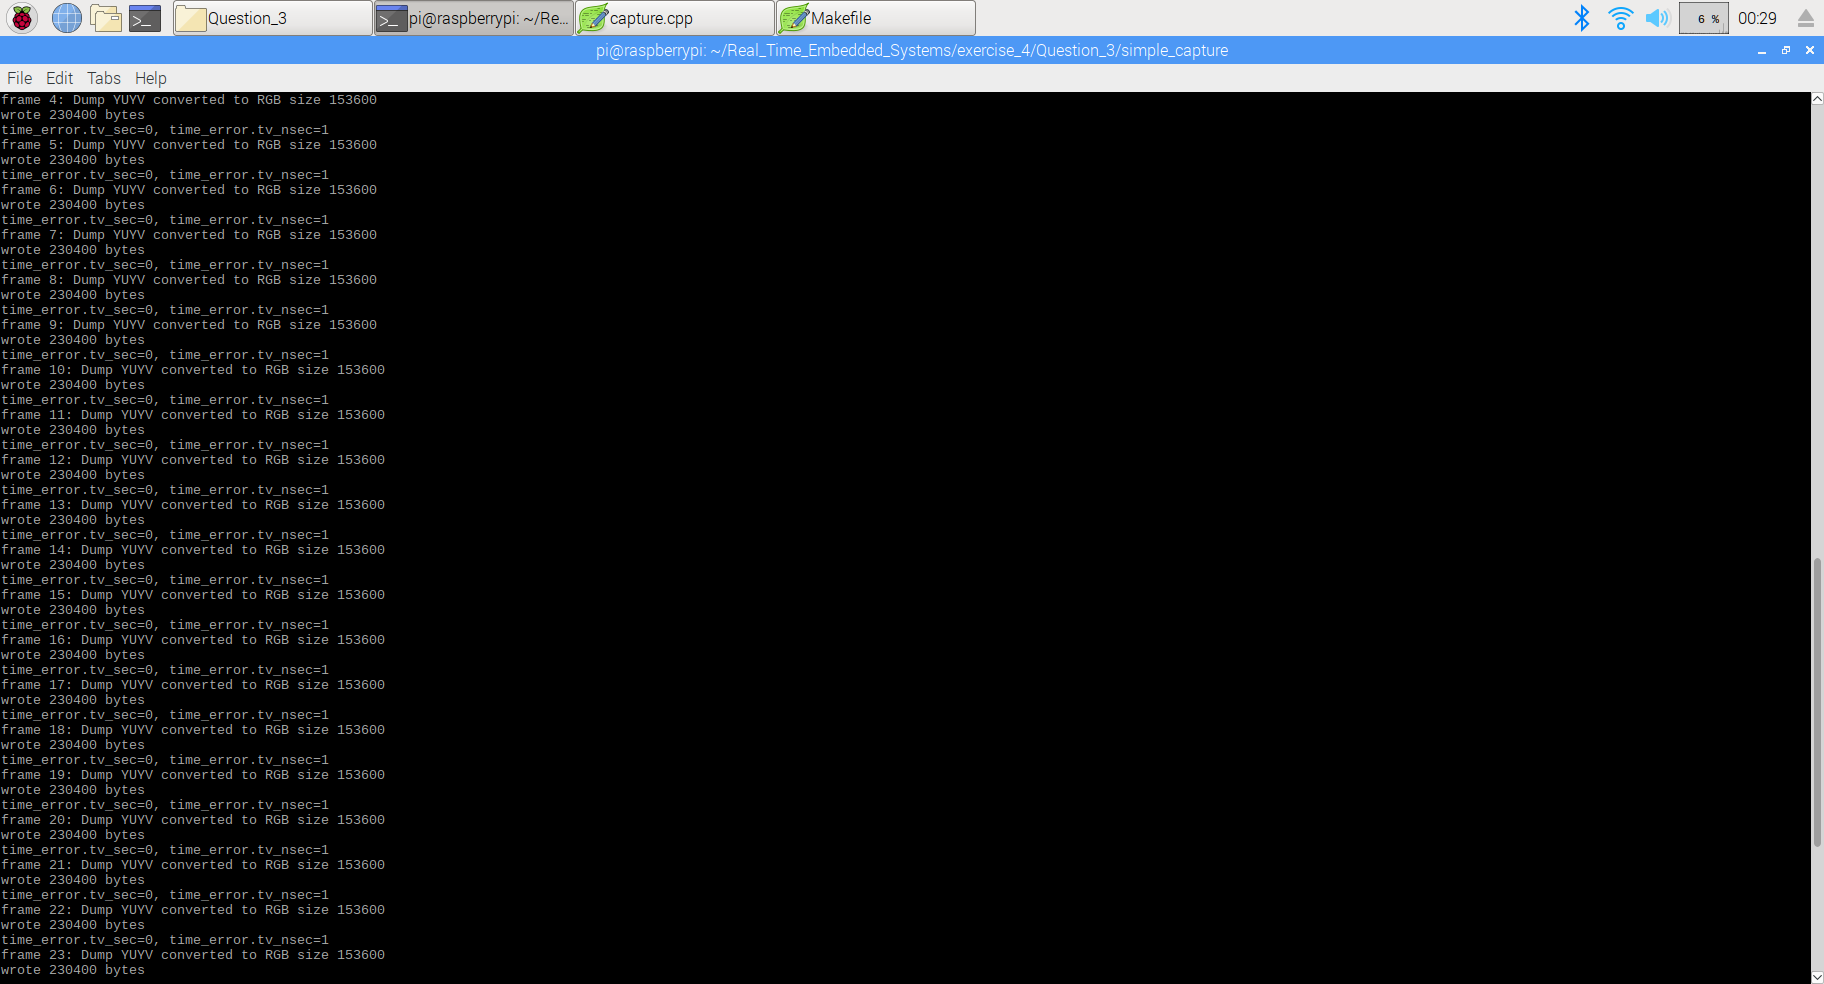 Question_3
pi@raspberrypi: ~/Re...
capture.cpp
Makefile
6 %
00:29
pi@raspberrypi: ~/Real_Time_Embedded_Systems/exercise_4/Question_3/simple_capture
File Edit Tabs Help
frame 4: Dump YUYV converted to RGB size 153600
wrote 230400 bytes
time_error.tv_sec=0, time_error.tv_nsec=1
frame 5: Dump YUYV converted to RGB size 153600
wrote 230400 bytes
time_error.tv_sec=0, time_error.tv_nsec=1
frame 6: Dump YUYV converted to RGB size 153600
wrote 230400 bytes
time_error.tv_sec=0, time_error.tv_nsec=1
frame 7: Dump YUYV converted to RGB size 153600
wrote 230400 bytes
time_error.tv_sec=0, time_error.tv_nsec=1
frame 8: Dump YUYV converted to RGB size 153600
wrote 230400 bytes
time_error.tv_sec=0, time_error.tv_nsec=1
frame 9: Dump YUYV converted to RGB size 153600
wrote 230400 bytes
time_error.tv_sec=0, time_error.tv_nsec=1
frame 10: Dump YUYV converted to RGB size 153600
wrote 230400 bytes
time_error.tv_sec=0, time_error.tv_nsec=1
frame 11: Dump YUYV converted to RGB size 153600
wrote 230400 bytes
time_error.tv_sec=0, time_error.tv_nsec=1
frame 12: Dump YUYV converted to RGB size 153600
wrote 230400 bytes
time_error.tv_sec=0, time_error.tv_nsec=1
frame 13: Dump YUYV converted to RGB size 153600
wrote 230400 bytes
time_error.tv_sec=0, time_error.tv_nsec=1
frame 14: Dump YUYV converted to RGB size 153600
wrote 230400 bytes
time_error.tv_sec=0, time_error.tv_nsec=1
frame 15: Dump YUYV converted to RGB size 153600
wrote 230400 bytes
time_error.tv_sec=0, time_error.tv_nsec=1
frame 16: Dump YUYV converted to RGB size 153600
wrote 230400 bytes
time_error.tv_sec=0, time_error.tv_nsec=1
frame 17: Dump YUYV converted to RGB size 153600
wrote 230400 bytes
time_error.tv_sec=0, time_error.tv_nsec=1
frame 18: Dump YUYV converted to RGB size 153600
wrote 230400 bytes
time_error.tv_sec=0, time_error.tv_nsec=1
frame 19: Dump YUYV converted to RGB size 153600
wrote 230400 bytes
time_error.tv_sec=0, time_error.tv_nsec=1
frame 20: Dump YUYV converted to RGB size 153600
wrote 230400 bytes
time_error.tv_sec=0, time_error.tv_nsec=1
frame 21: Dump YUYV converted to RGB size 153600
wrote 230400 bytes
time_error.tv_sec=0, time_error.tv_nsec=1
frame 22: Dump YUYV converted to RGB size 153600
wrote 230400 bytes
time_error.tv_sec=0, time_error.tv_nsec=1
frame 23: Dump YUYV converted to RGB size 153600
wrote 230400 bytes